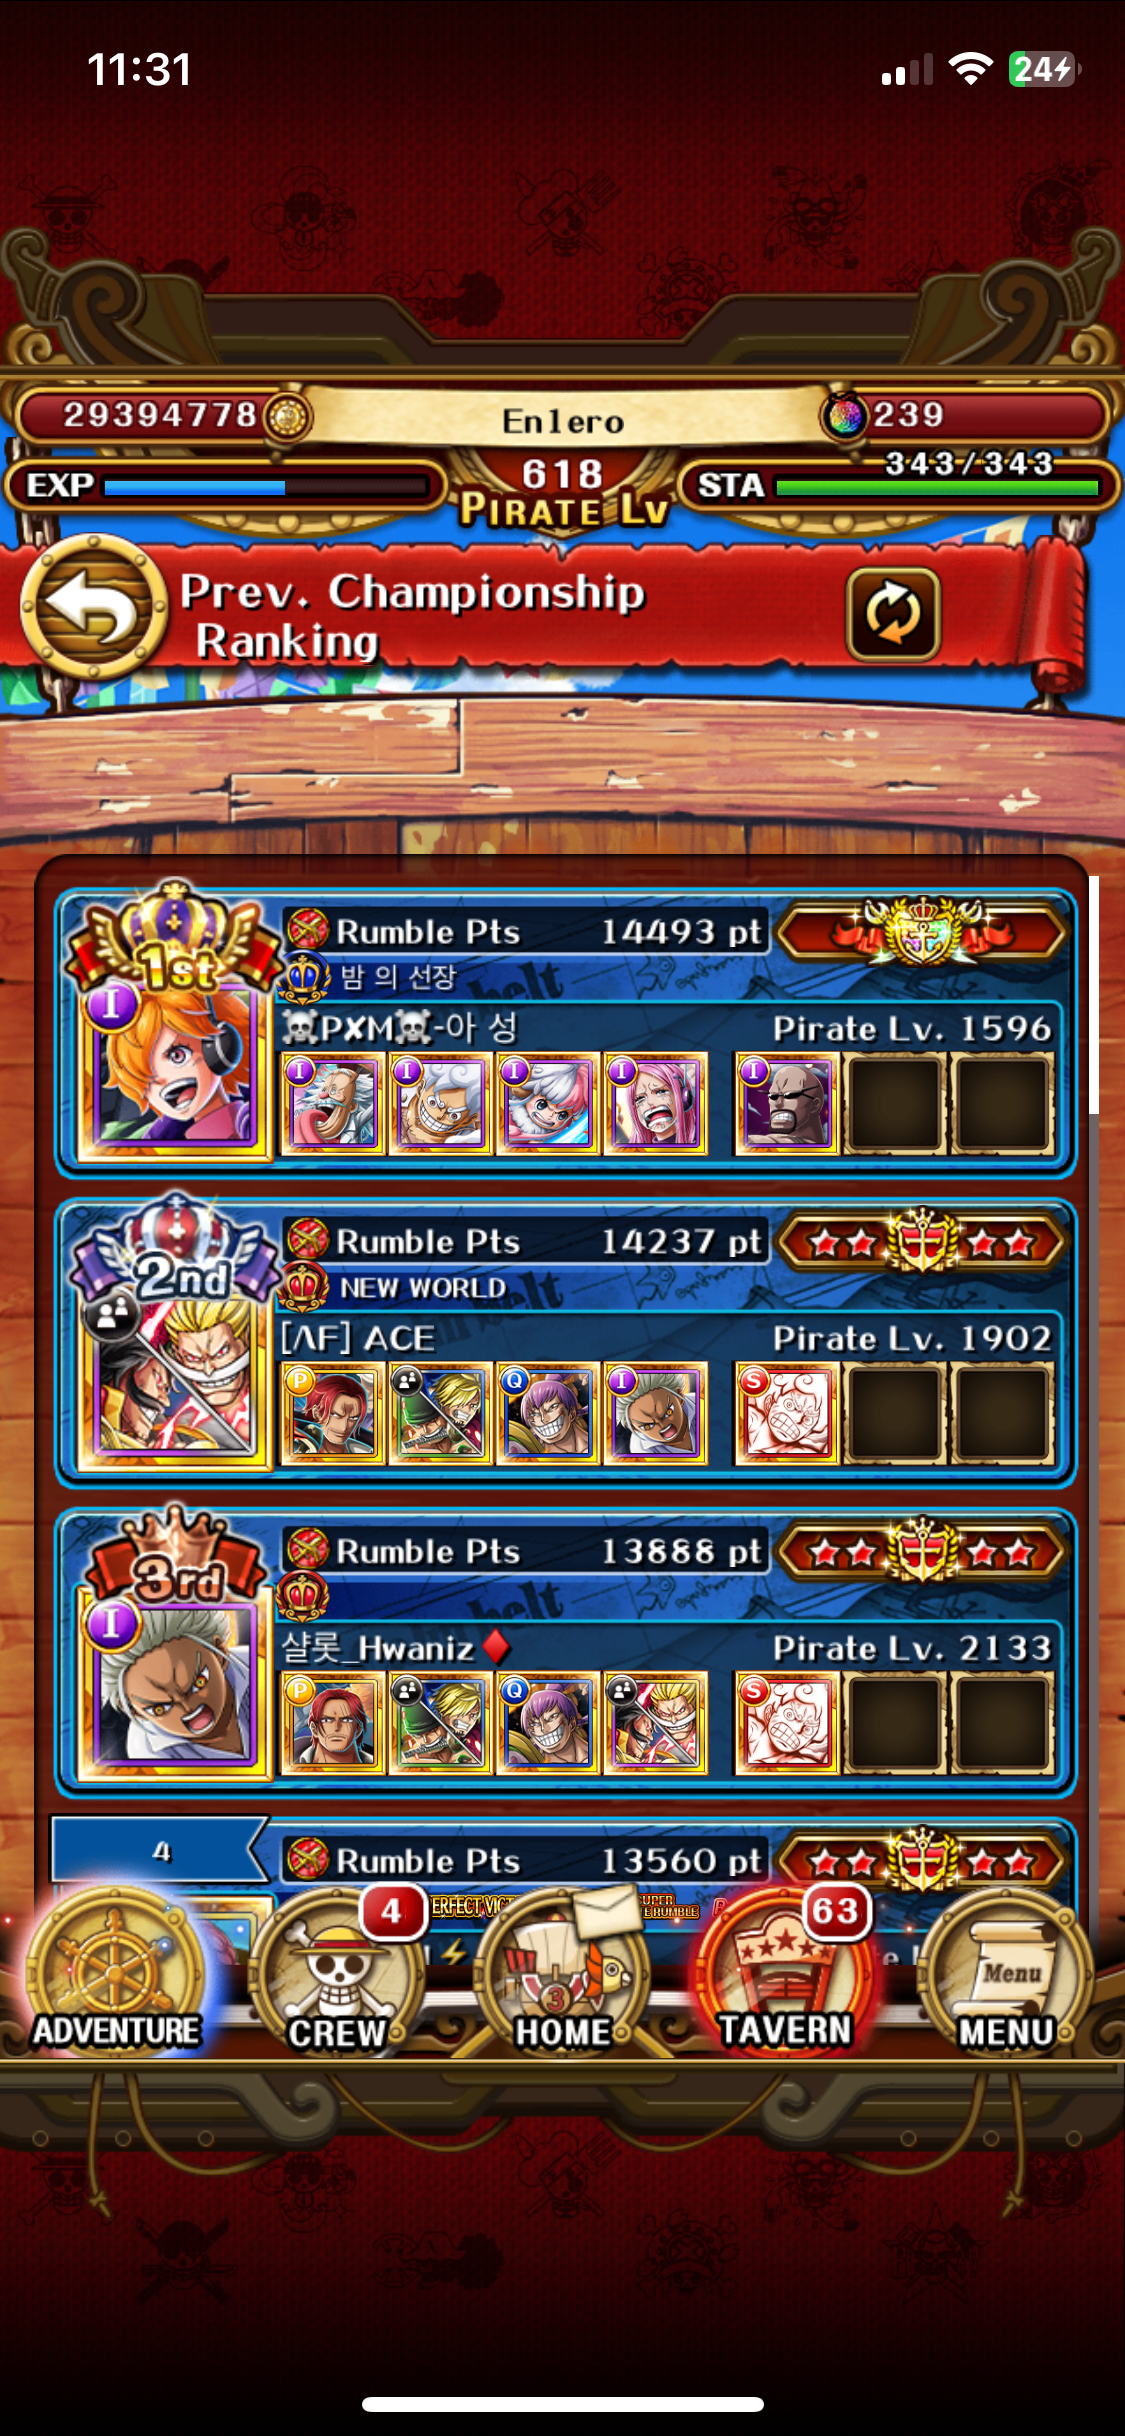 11:31
24
29394778
En1ero
239
EXP
618
PIRATE Lv
STA
343/343
Prev. Championship
Ranking
1st
Rumble Pts 14493 pt
밤 의 선장
☠️P✘M☠️-아 성
Pirate Lv. 1596
I
I
I
I
I
I
2nd
Rumble Pts 14237 pt
NEW WORLD
[ΛF] ACE
Pirate Lv. 1902
P
Q
I
S
3rd
Rumble Pts 13888 pt
샬롯_Hwaniz♦️
Pirate Lv. 2133
I
P
Q
S
4
Rumble Pts 13560 pt
ADVENTURE
4
CREW
3
HOME
63
TAVERN
Menu
MENU